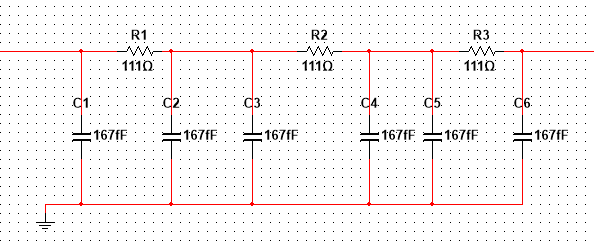 R1 R2 R3
111Ω 111Ω 111Ω
C1 C2 C3 C4 C5 C6
167fF 167fF 167fF 167fF 167fF 167fF